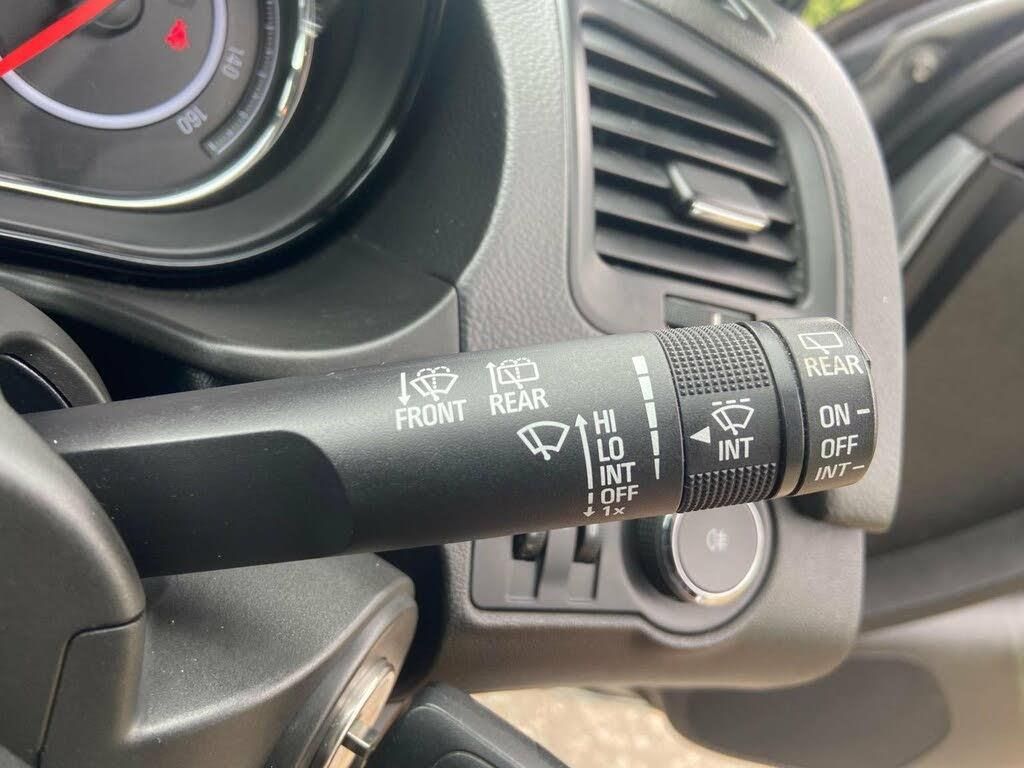 140
160
FRONT
REAR
HI
LO
INT
OFF
1x
INT
REAR
ON
OFF
INT